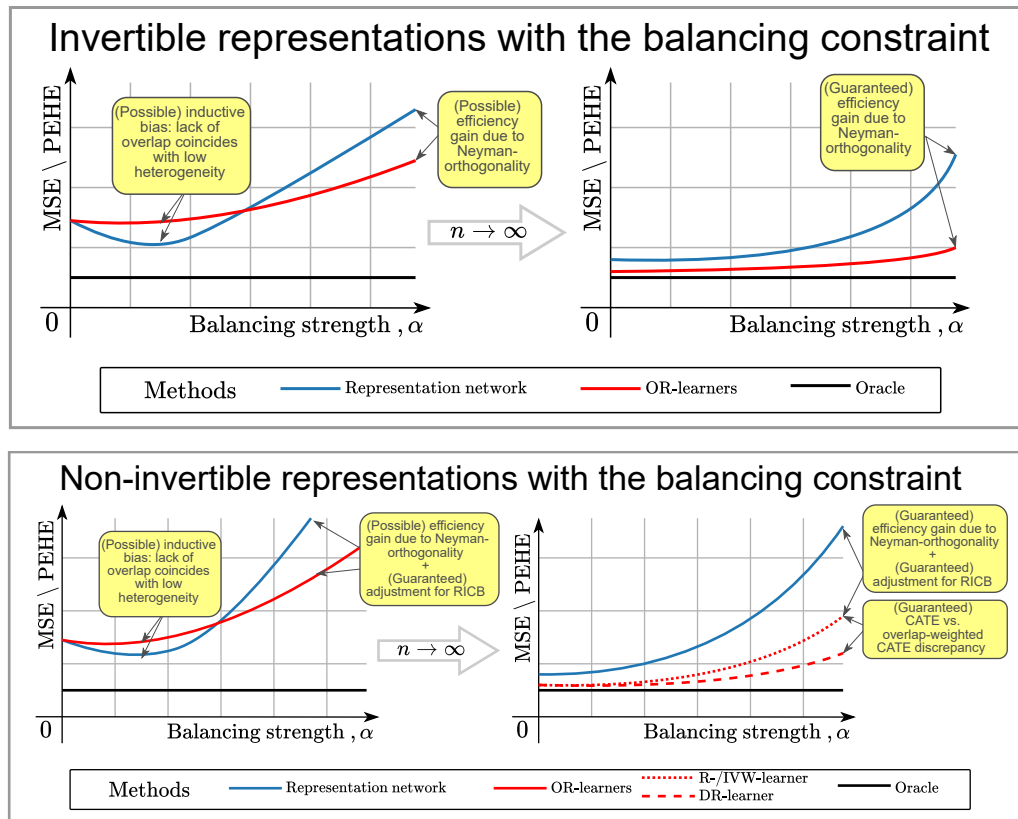 Invertible representations with the balancing constraint
MSE \ PEHE
(Possible) inductive
bias: lack of
overlap coincides
with low
heterogeneity
(Possible)
efficiency
gain due to
Neyman-
orthogonality
0
Balancing strength , α
n → ∞
MSE \ PEHE
(Guaranteed)
efficiency
gain due to
Neyman-
orthogonality
0
Balancing strength , α
Methods Representation network OR-learners Oracle
Non-invertible representations with the balancing constraint
MSE \ PEHE
(Possible) inductive
bias: lack of
overlap coincides
with low
heterogeneity
(Possible) efficiency
gain due to Neyman-
orthogonality
+
(Guaranteed)
adjustment for RICB
0
Balancing strength , α
n → ∞
MSE \ PEHE
(Guaranteed)
efficiency gain due to
Neyman-orthogonality
+
(Guaranteed)
adjustment for RICB
(Guaranteed)
CATE vs.
overlap-weighted
CATE discrepancy
0
Balancing strength , α
Methods Representation network OR-learners R-/IVW-learner Oracle
DR-learner